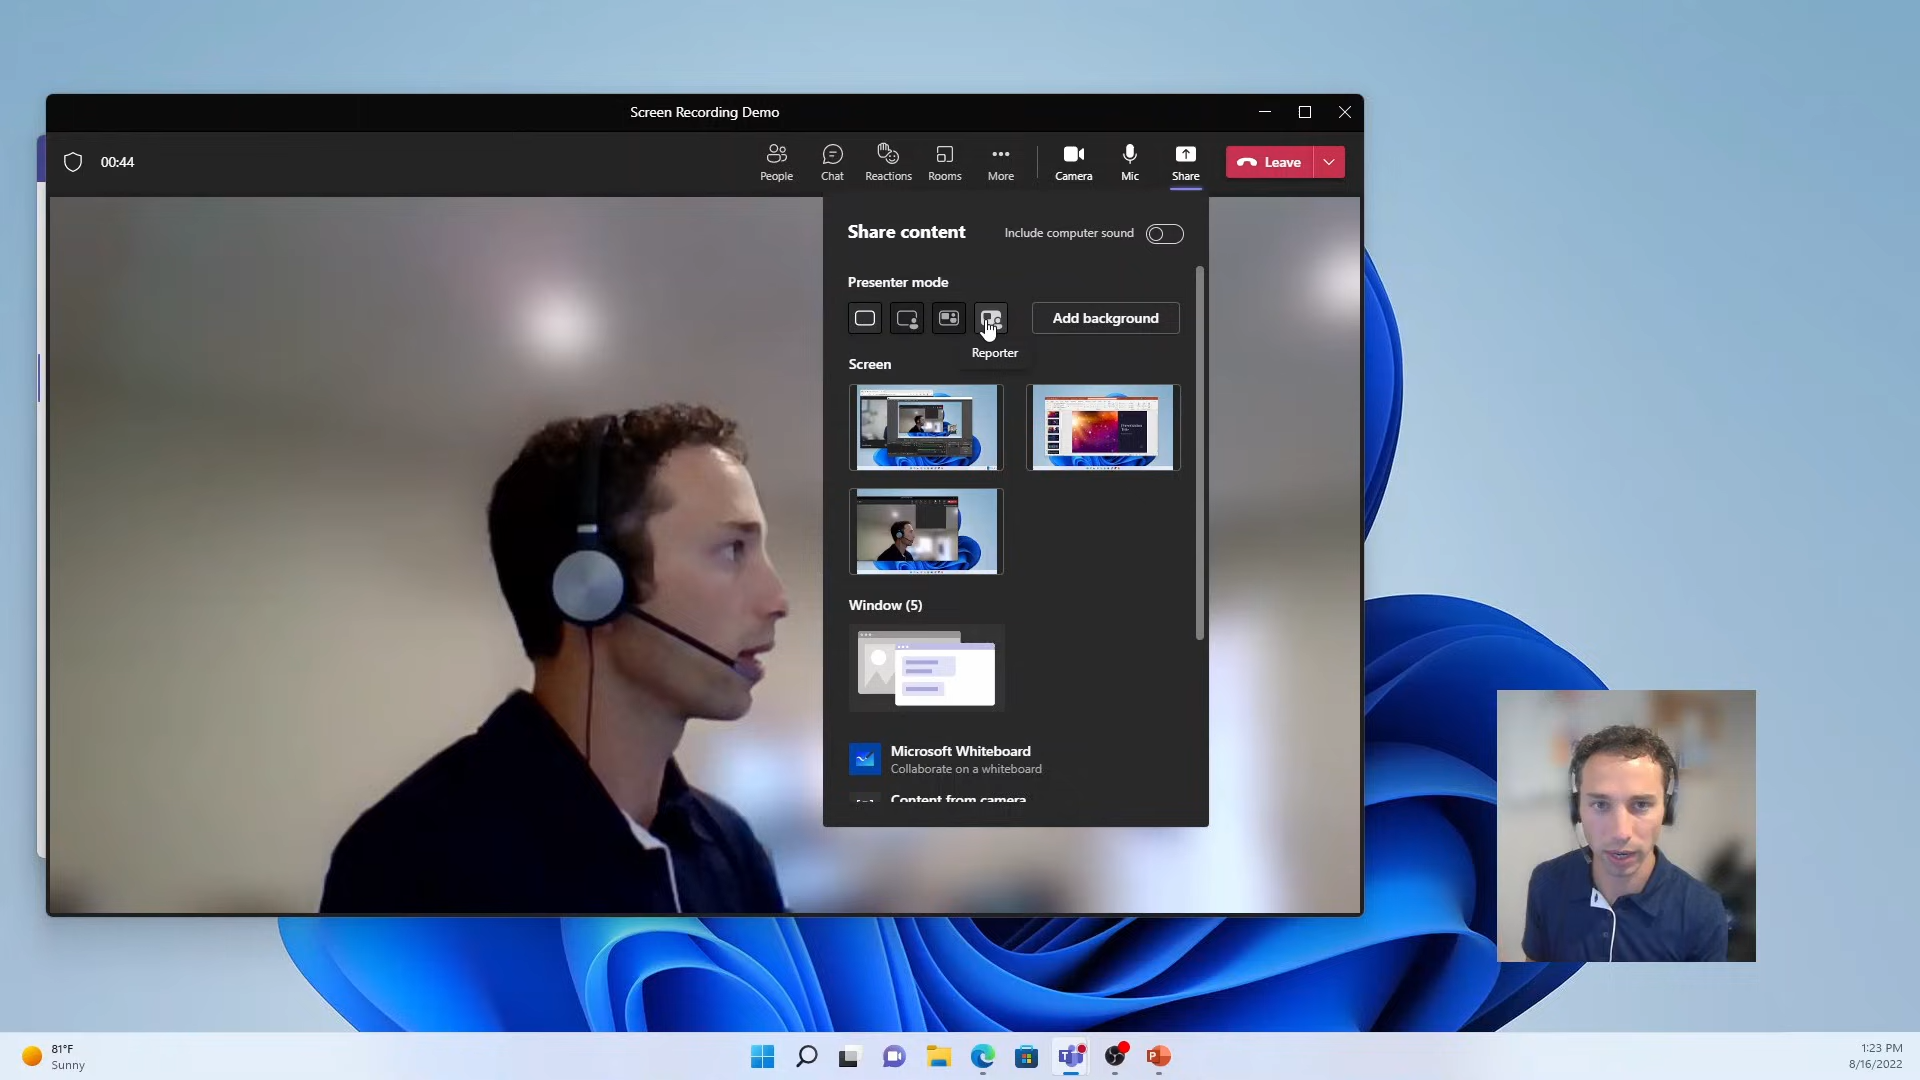 Screen Recording Demo
00:44
People
Chat
Reactions
Rooms
More
Camera
Mic
Share
Leave
Share content
Include computer sound
Presenter mode
Add background
Reporter
Screen
Window (5)
Microsoft Whiteboard
Collaborate on a whiteboard
Content from camera
81°F
Sunny
1:23 PM
8/16/2022